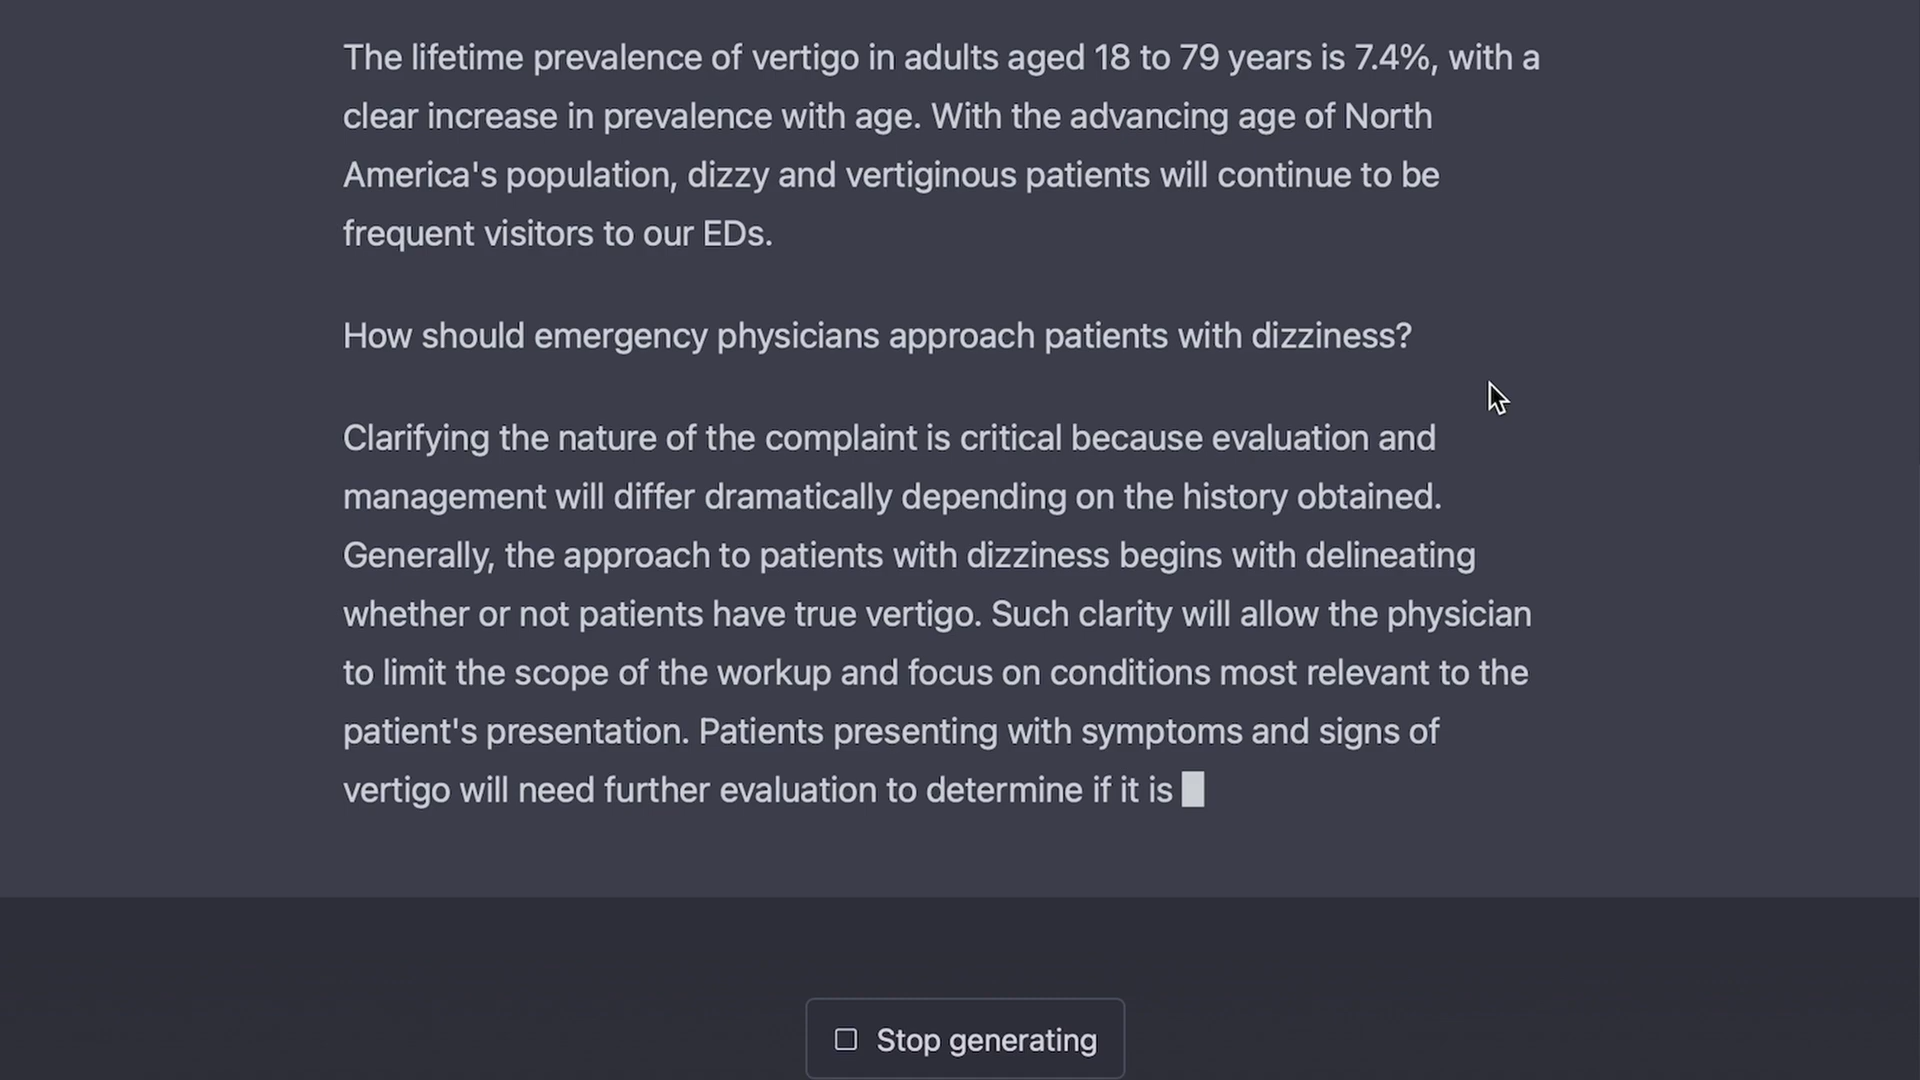 The lifetime prevalence of vertigo in adults aged 18 to 79 years is 7.4%, with a
clear increase in prevalence with age. With the advancing age of North
America's population, dizzy and vertiginous patients will continue to be
frequent visitors to our EDs.
How should emergency physicians approach patients with dizziness?
Clarifying the nature of the complaint is critical because evaluation and
management will differ dramatically depending on the history obtained.
Generally, the approach to patients with dizziness begins with delineating
whether or not patients have true vertigo. Such clarity will allow the physician
to limit the scope of the workup and focus on conditions most relevant to the
patient's presentation. Patients presenting with symptoms and signs of
vertigo will need further evaluation to determine if it is
Stop generating